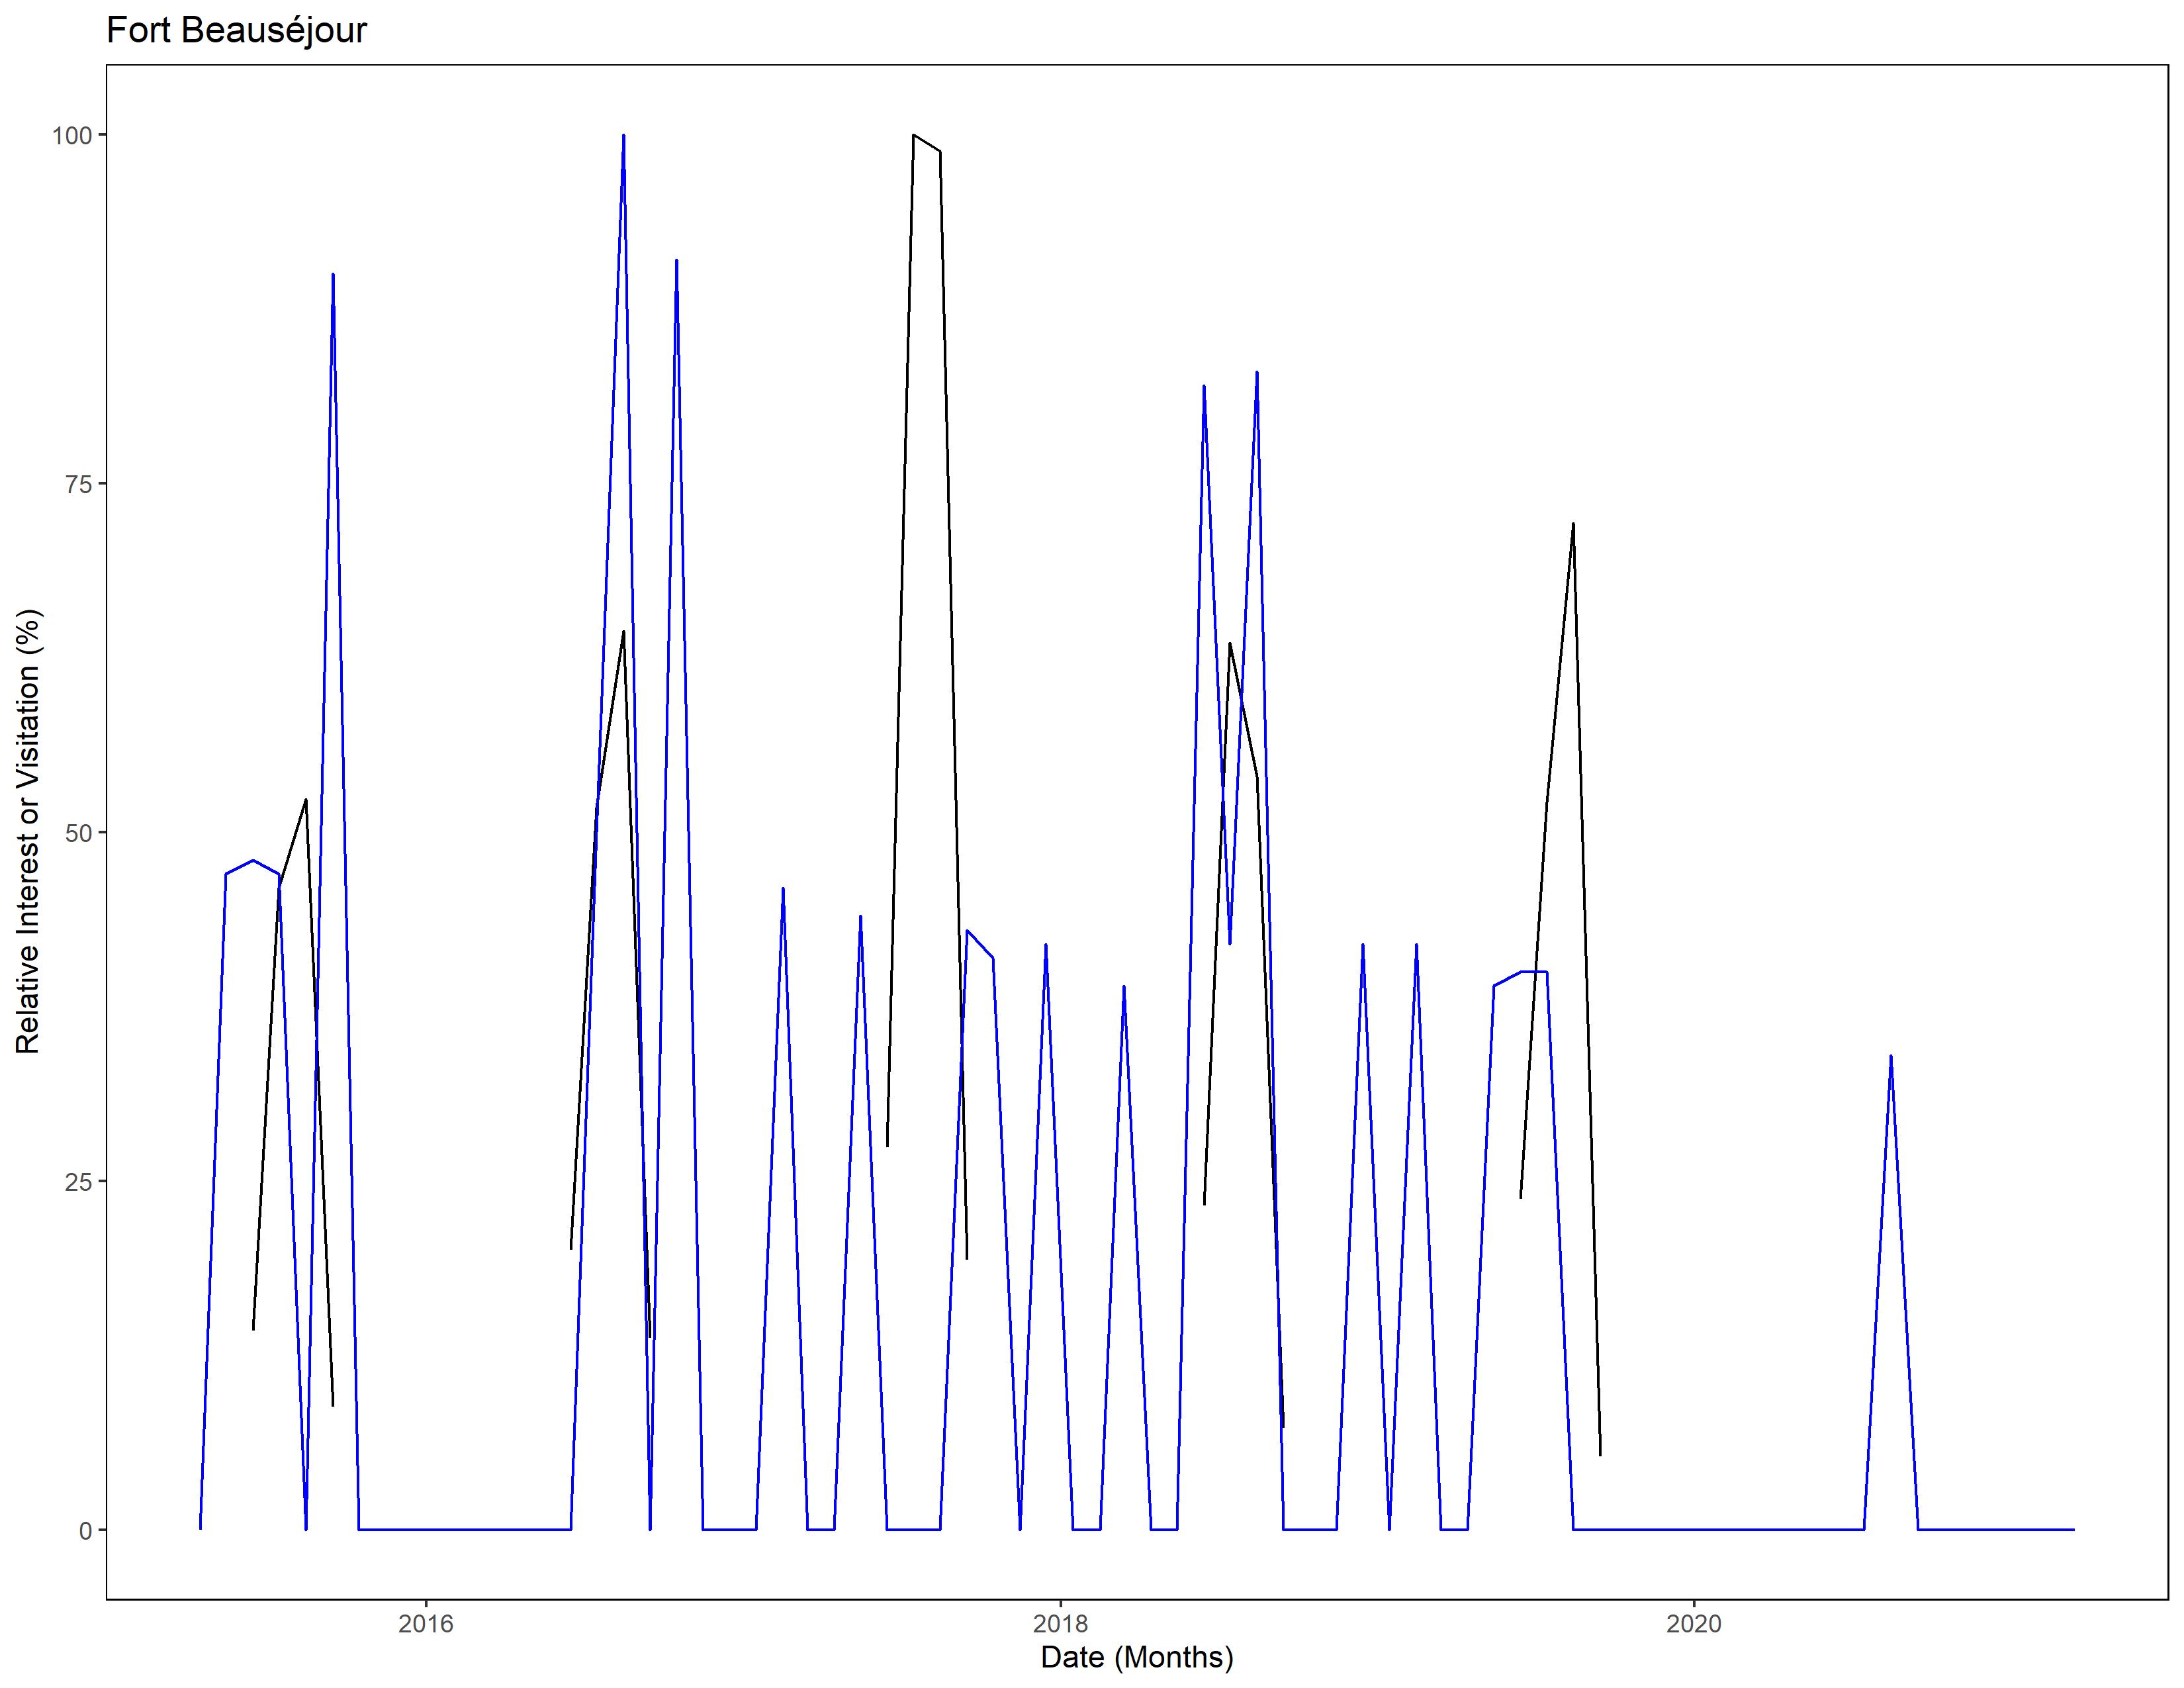 Fort Beauséjour
100
75
50
25
0
Relative Interest or Visitation (%)
2016 2018 2020
Date (Months)